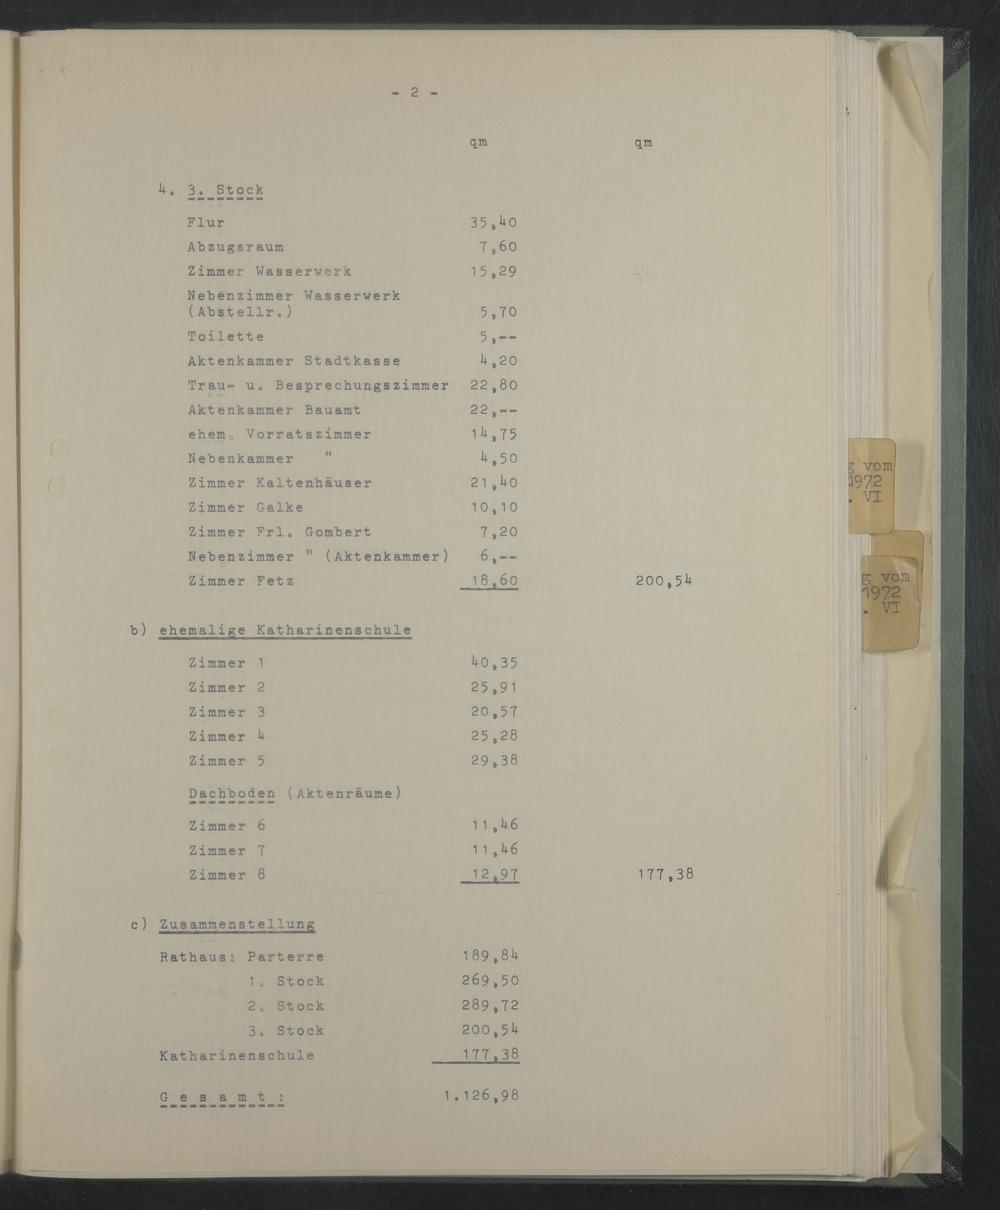 - 2 -
qm qm
4. 3. Stock
Flur 35,40
Abzugsraum 7,60
Zimmer Wasserwerk 15,29
Nebenzimmer Wasserwerk
(Abstellr.) 5,70
Toilette 5,--
Aktenkammer Stadtkasse 4,20
Trau- u. Besprechungszimmer 22,80
Aktenkammer Bauamt 22,--
ehem. Vorratszimmer 14,75
Nebenkammer " 4,50
Zimmer Kaltenhäuser 21,40
Zimmer Galke 10,10
Zimmer Frl. Gombert 7,20
Nebenzimmer " (Aktenkammer) 6,--
Zimmer Fetz 18,60 200,54
b) ehemalige Katharinenschule
Zimmer 1 40,35
Zimmer 2 25,91
Zimmer 3 20,57
Zimmer 4 25,28
Zimmer 5 29,38
Dachboden (Aktenräume)
Zimmer 6 11,46
Zimmer 7 11,46
Zimmer 8 12,97 177,38
c) Zusammenstellung
Rathaus: Parterre 189,84
1. Stock 269,50
2. Stock 289,72
3. Stock 200,54
Katharinenschule 177,38
G e s a m t : 1.126,98
g vom
1972
. VI
g vom
1972
. VI